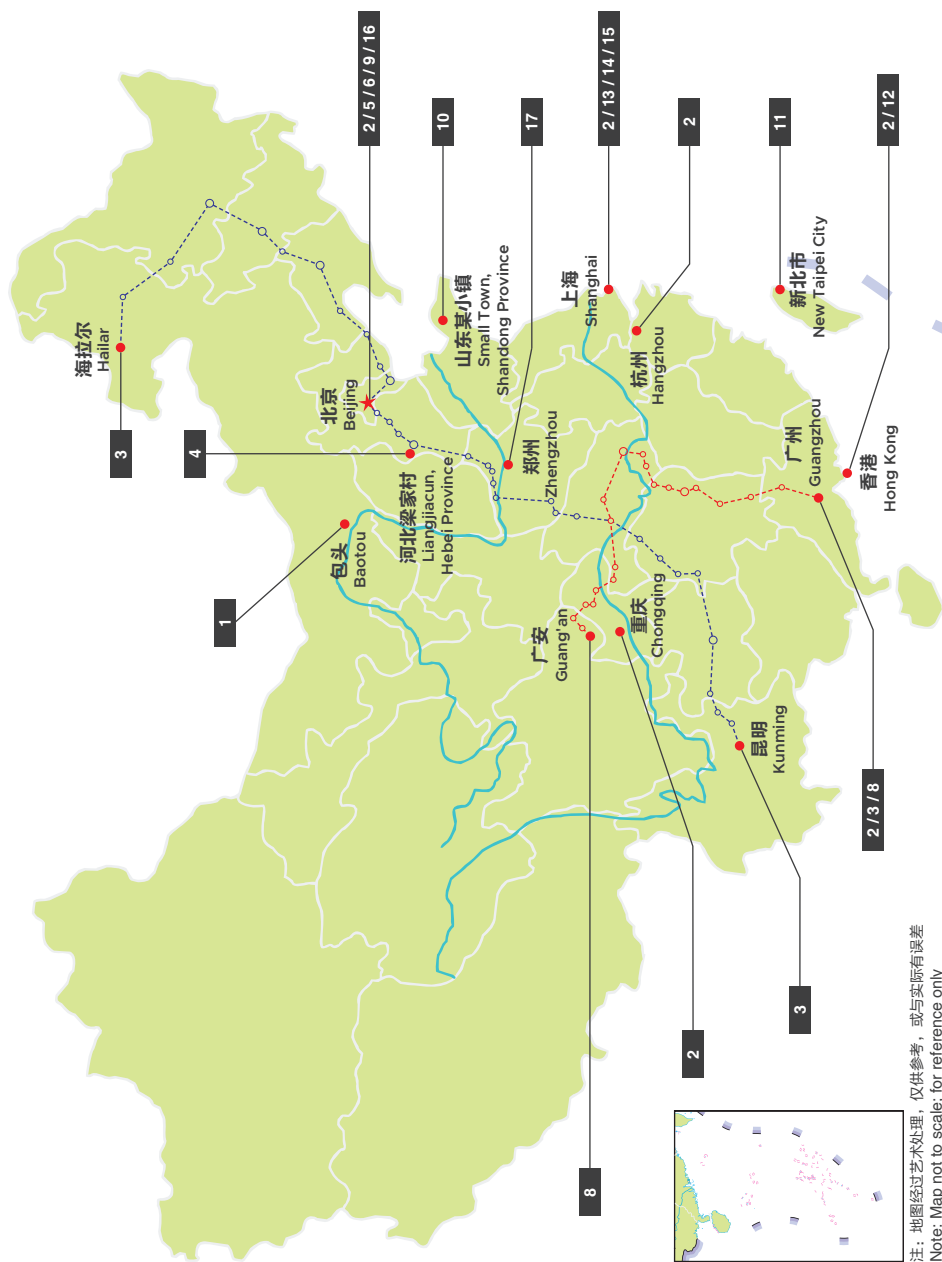 海拉尔
Hailar
3
4
北京
Beijing
2 / 5 / 6 / 9 / 16
10
山东某小镇
Small Town,
Shandong Province
17
郑州
Zhengzhou
河北梁家村
Liangjiacun,
Hebei Province
包头
Baotou
1
上海
Shanghai
2 / 13 / 14 / 15
杭州
Hangzhou
2
11
新北市
New Taipei City
2 / 12
香港
Hong Kong
广州
Guangzhou
2 / 3 / 8
广安
Guang'an
8
重庆
Chongqing
2
昆明
Kunming
3
注：地图经过艺术处理，仅供参考，或与实际有误差
Note: Map not to scale; for reference only